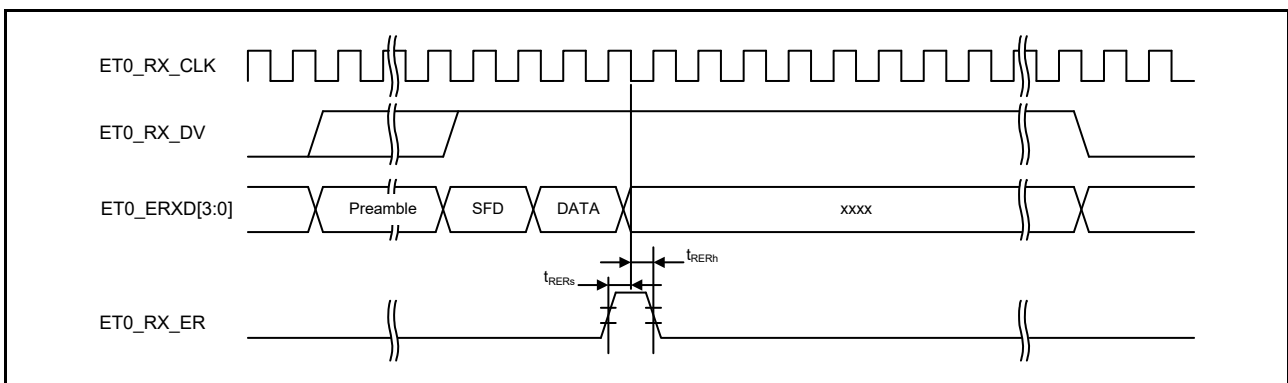 ET0_RX_CLK
ET0_RX_DV
ET0_ERXD[3:0]
Preamble
SFD
DATA
xxxx
tRERh
tRERs
ET0_RX_ER